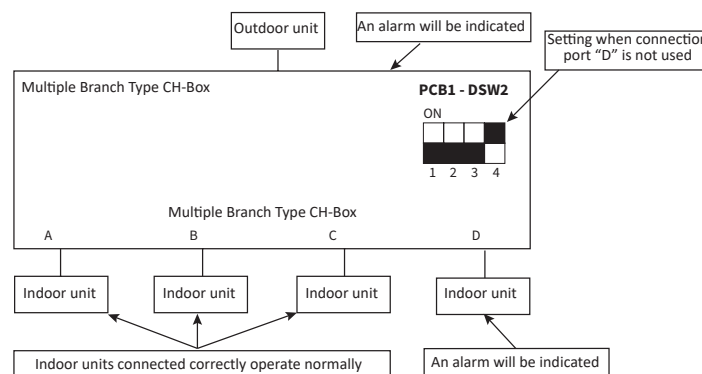 Outdoor unit
An alarm will be indicated
Setting when connection
port “D” is not used
Multiple Branch Type CH-Box
PCB1 - DSW2
ON
1 2 3 4
Multiple Branch Type CH-Box
A B C D
Indoor unit Indoor unit Indoor unit Indoor unit
Indoor units connected correctly operate normally
An alarm will be indicated